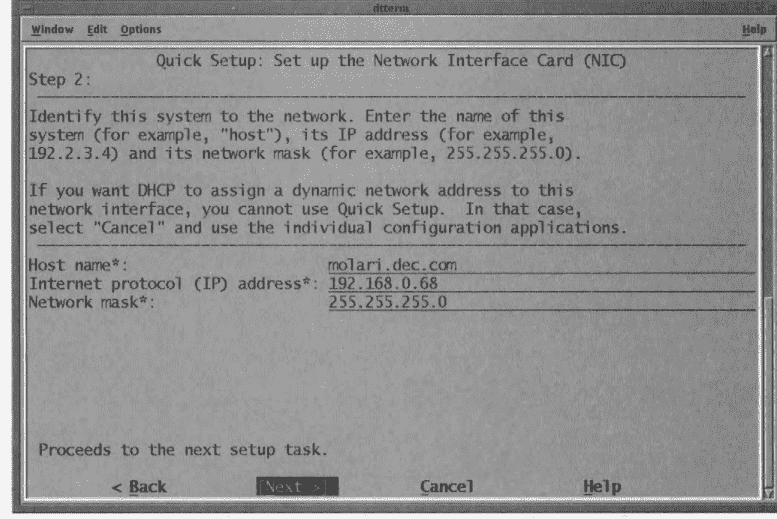 dtterm
Window Edit Options Help
Quick Setup: Set up the Network Interface Card (NIC)
Step 2:
Identify this system to the network. Enter the name of this
system (for example, "host"), its IP address (for example,
192.2.3.4) and its network mask (for example, 255.255.255.0).
If you want DHCP to assign a dynamic network address to this
network interface, you cannot use Quick Setup. In that case,
select "Cancel" and use the individual configuration applications.
Host name*: molari.dec.com
Internet protocol (IP) address*: 192.168.0.68
Network mask*: 255.255.255.0
Proceeds to the next setup task.
< Back Next > Cancel Help